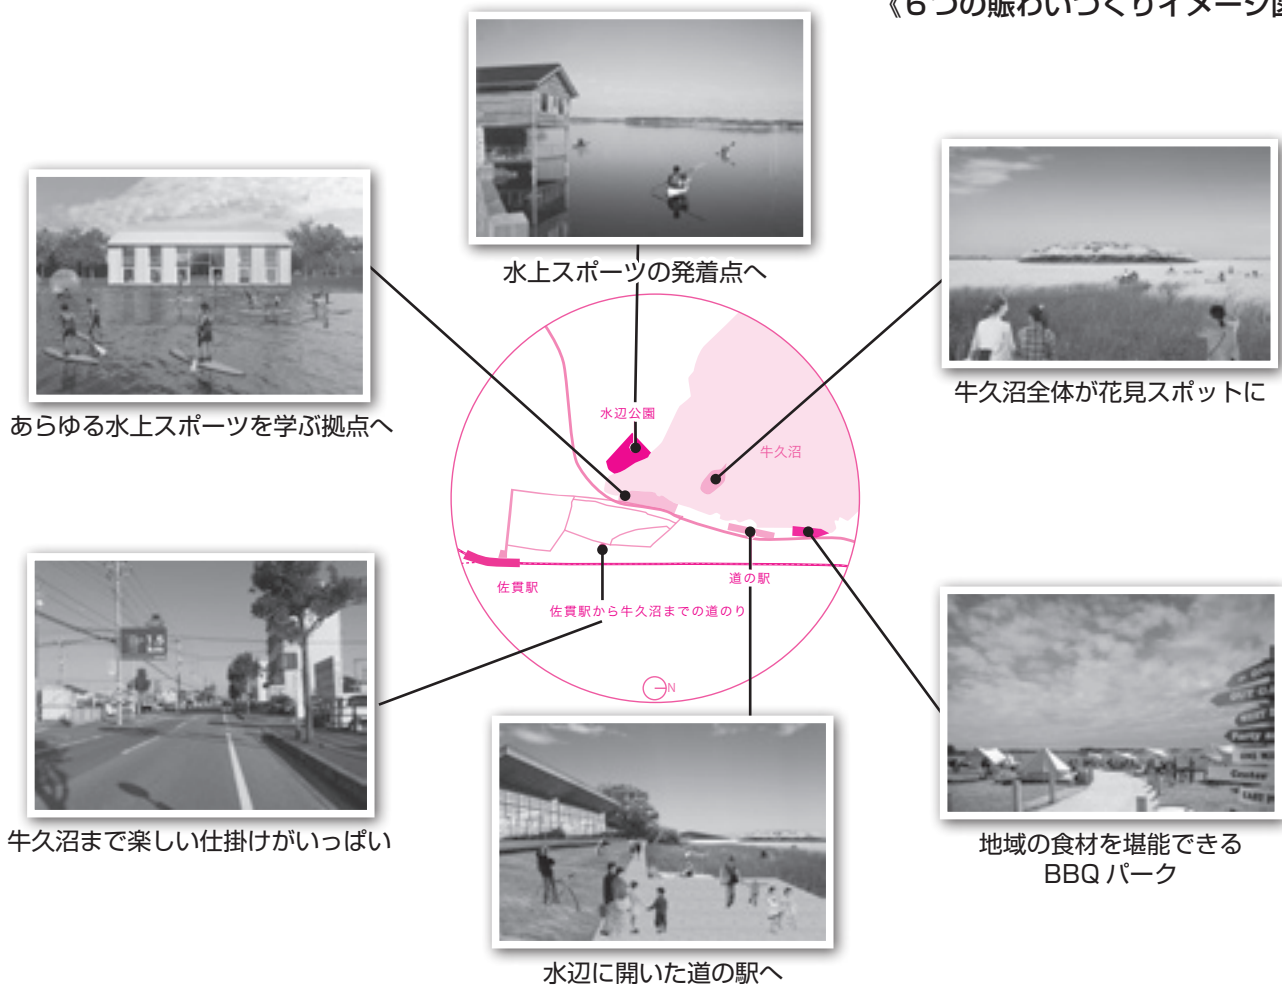 《6つの賑わいづくりイメージ図
水上スポーツの発着点へ
あらゆる水上スポーツを学ぶ拠点へ
牛久沼全体が花見スポットに
水辺公園
牛久沼
佐貫駅
道の駅
佐貫駅から牛久沼までの道のり
N
牛久沼まで楽しい仕掛けがいっぱい
地域の食材を堪能できる
BBQ パーク
水辺に開いた道の駅へ